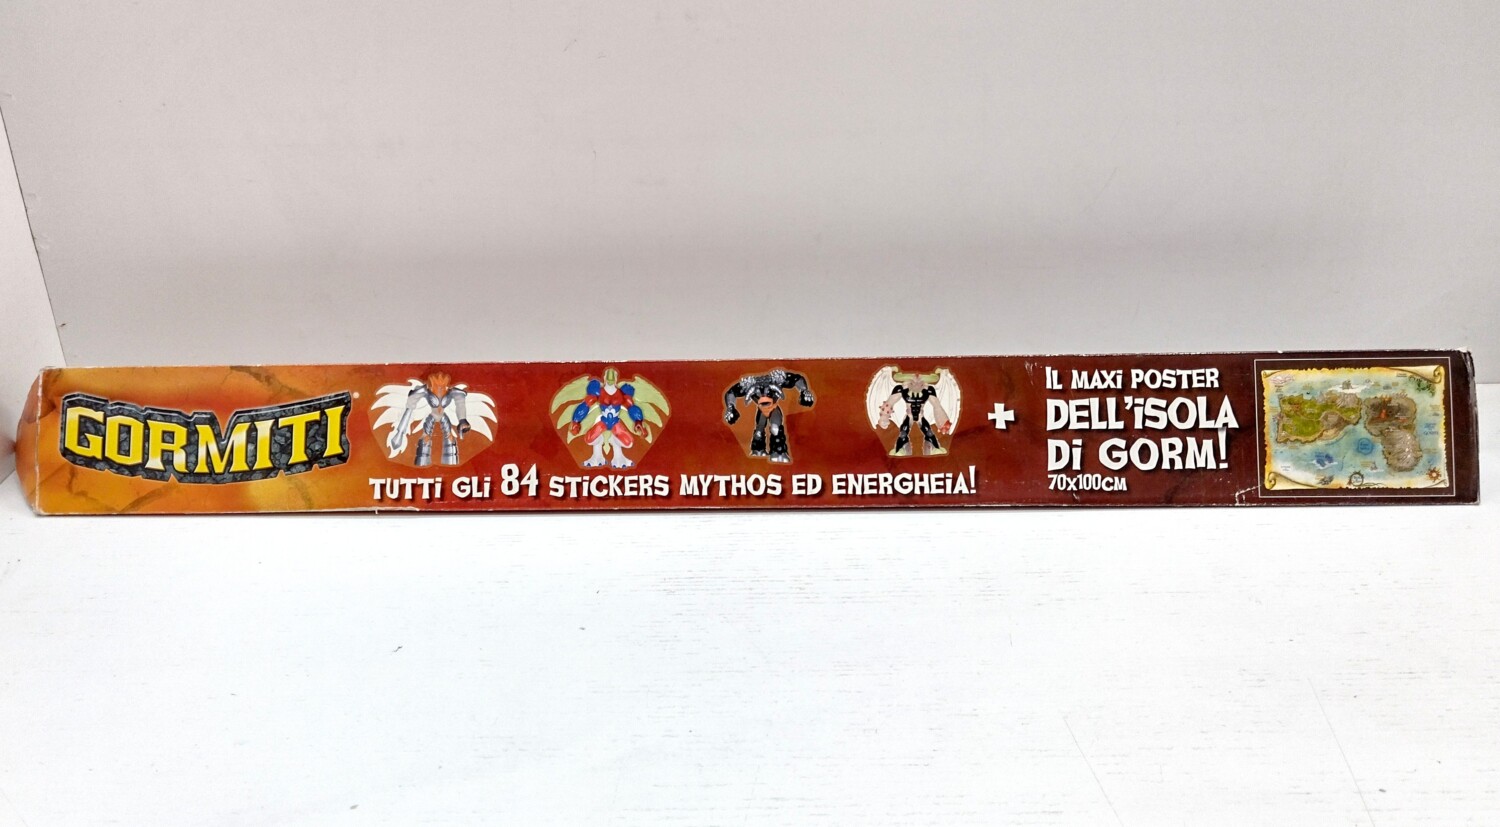 GORMITI
TUTTI GLI 84 STICKERS MYTHOS ED ENERGHEIA!
+
IL MAXI POSTER
DELL'ISOLA
DI GORM!
70X100CM